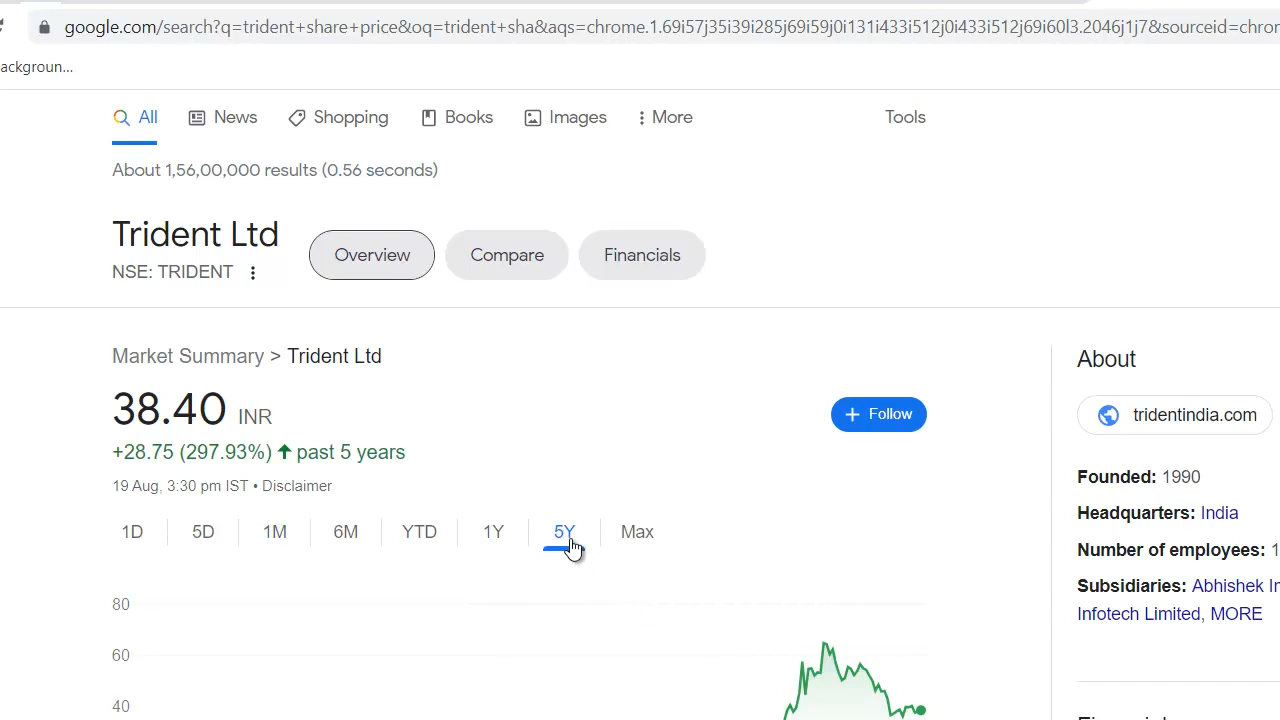 google.com/search?q=trident+share+price&oq=trident+sha&aqs=chrome.1.69i57j35i39i285j69i59j0i131i433i512j0i433i512j69i60l3.2046j1j7&sourceid=chror
ackgroun...
All News Shopping Books Images More Tools
About 1,56,00,000 results (0.56 seconds)
Trident Ltd
NSE: TRIDENT
Overview Compare Financials
Market Summary > Trident Ltd
38.40 INR
+ Follow
+28.75 (297.93%) ↑ past 5 years
19 Aug, 3:30 pm IST • Disclaimer
1D 5D 1M 6M YTD 1Y 5Y Max
80
60
40
About
tridentindia.com
Founded: 1990
Headquarters: India
Number of employees: 1
Subsidiaries: Abhishek In
Infotech Limited, MORE